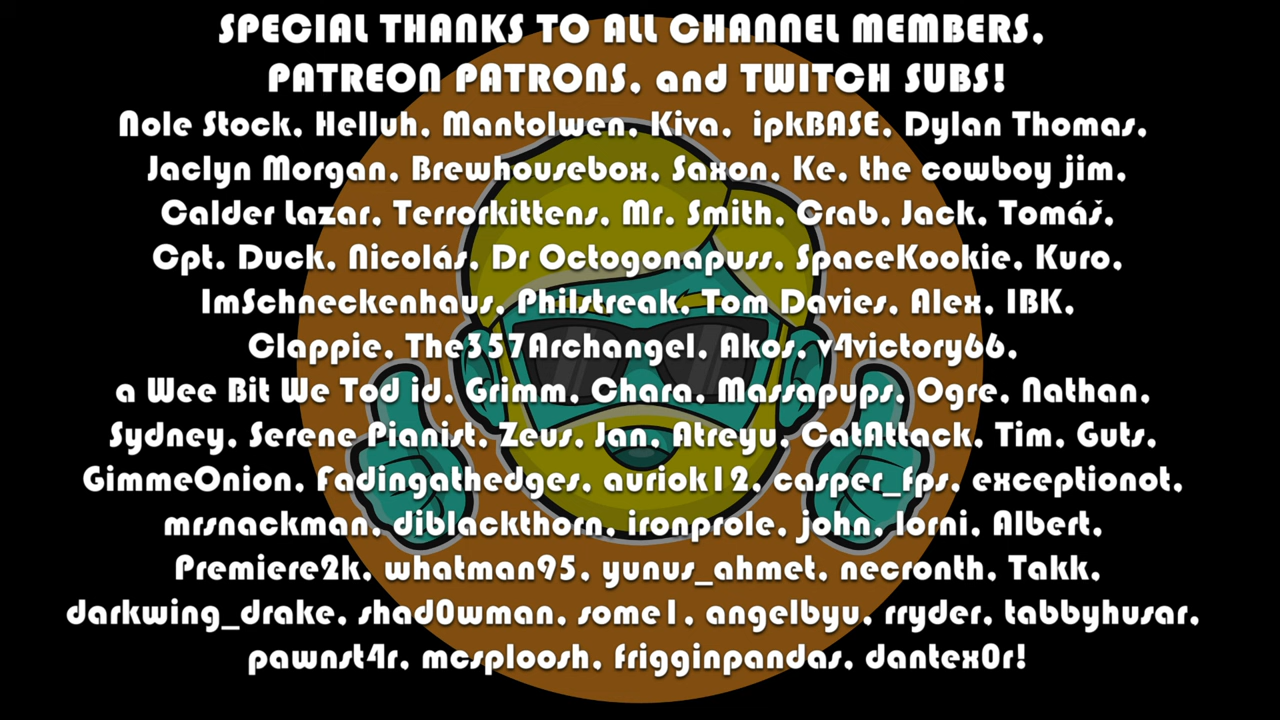 SPECIAL THANKS TO ALL CHANNEL MEMBERS,
PATREON PATRONS, and TWITCH SUBS!
Nole Stock, Helluh, Mantolwen, Kiva, ipkBASE, Dylan Thomas,
Jaclyn Morgan, Brewhousebox, Saxon, Ke, the cowboy jim,
Calder Lazar, Terrorkittens, Mr. Smith, Crab, Jack, Tomáš,
Cpt. Duck, Nicolás, Dr Octogonapuss, SpaceKookie, Kuro,
ImSchneckenhaus, Philstreak, Tom Davies, Alex, IBK,
Clappie, The357Archangel, Akos, v4victory66,
a Wee Bit We Tod id, Grimm, Chara, Massapups, Ogre, Nathan,
Sydney, Serene Pianist, Zeus, Jan, Atreyu, CatAttack, Tim, Guts,
GimmeOnion, Fadingathedges, auriok12, casper_fps, exceptionot,
mrsnackman, diblackthorn, ironprole, john, lorni, Albert,
Premiere2k, whatman95, yunus_ahmet, necronth, Takk,
darkwing_drake, shad0wman, some1, angelbyu, rryder, tabbyhusar,
pawnst4r, mcsploosh, frigginpandas, dantex0r!